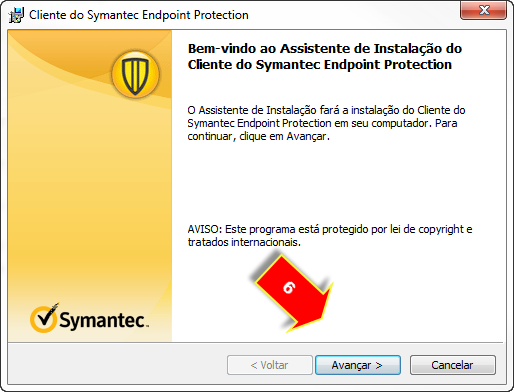 Cliente do Symantec Endpoint Protection
Bem-vindo ao Assistente de Instalação do
Cliente do Symantec Endpoint Protection
O Assistente de Instalação fará a instalação do Cliente do
Symantec Endpoint Protection em seu computador. Para
continuar, clique em Avançar.
AVISO: Este programa está protegido por lei de copyright e
tratados internacionais.
6
Symantec.
< Voltar
Avançar >
Cancelar